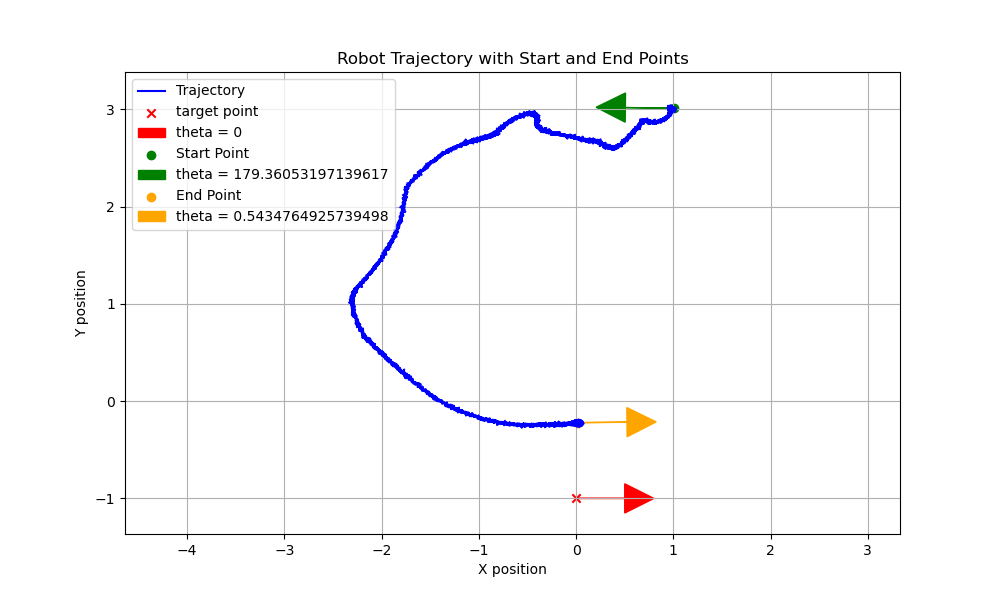 Robot Trajectory with Start and End Points
Trajectory
target point
theta = 0
Start Point
theta = 179.36053197139617
End Point
theta = 0.5434764925739498
3
2
1
0
−1
Y position
−4
−3
−2
−1
0
1
2
3
X position